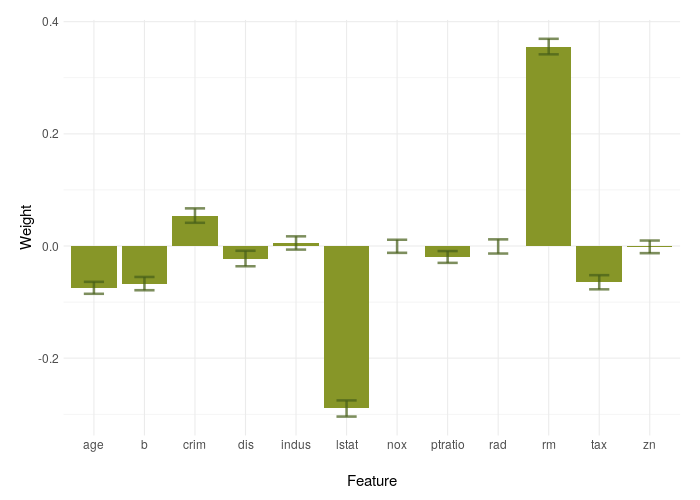 0.4
0.2
0.0
-0.2
Weight
age b crim dis indus lstat nox ptratio rad rm tax zn
Feature